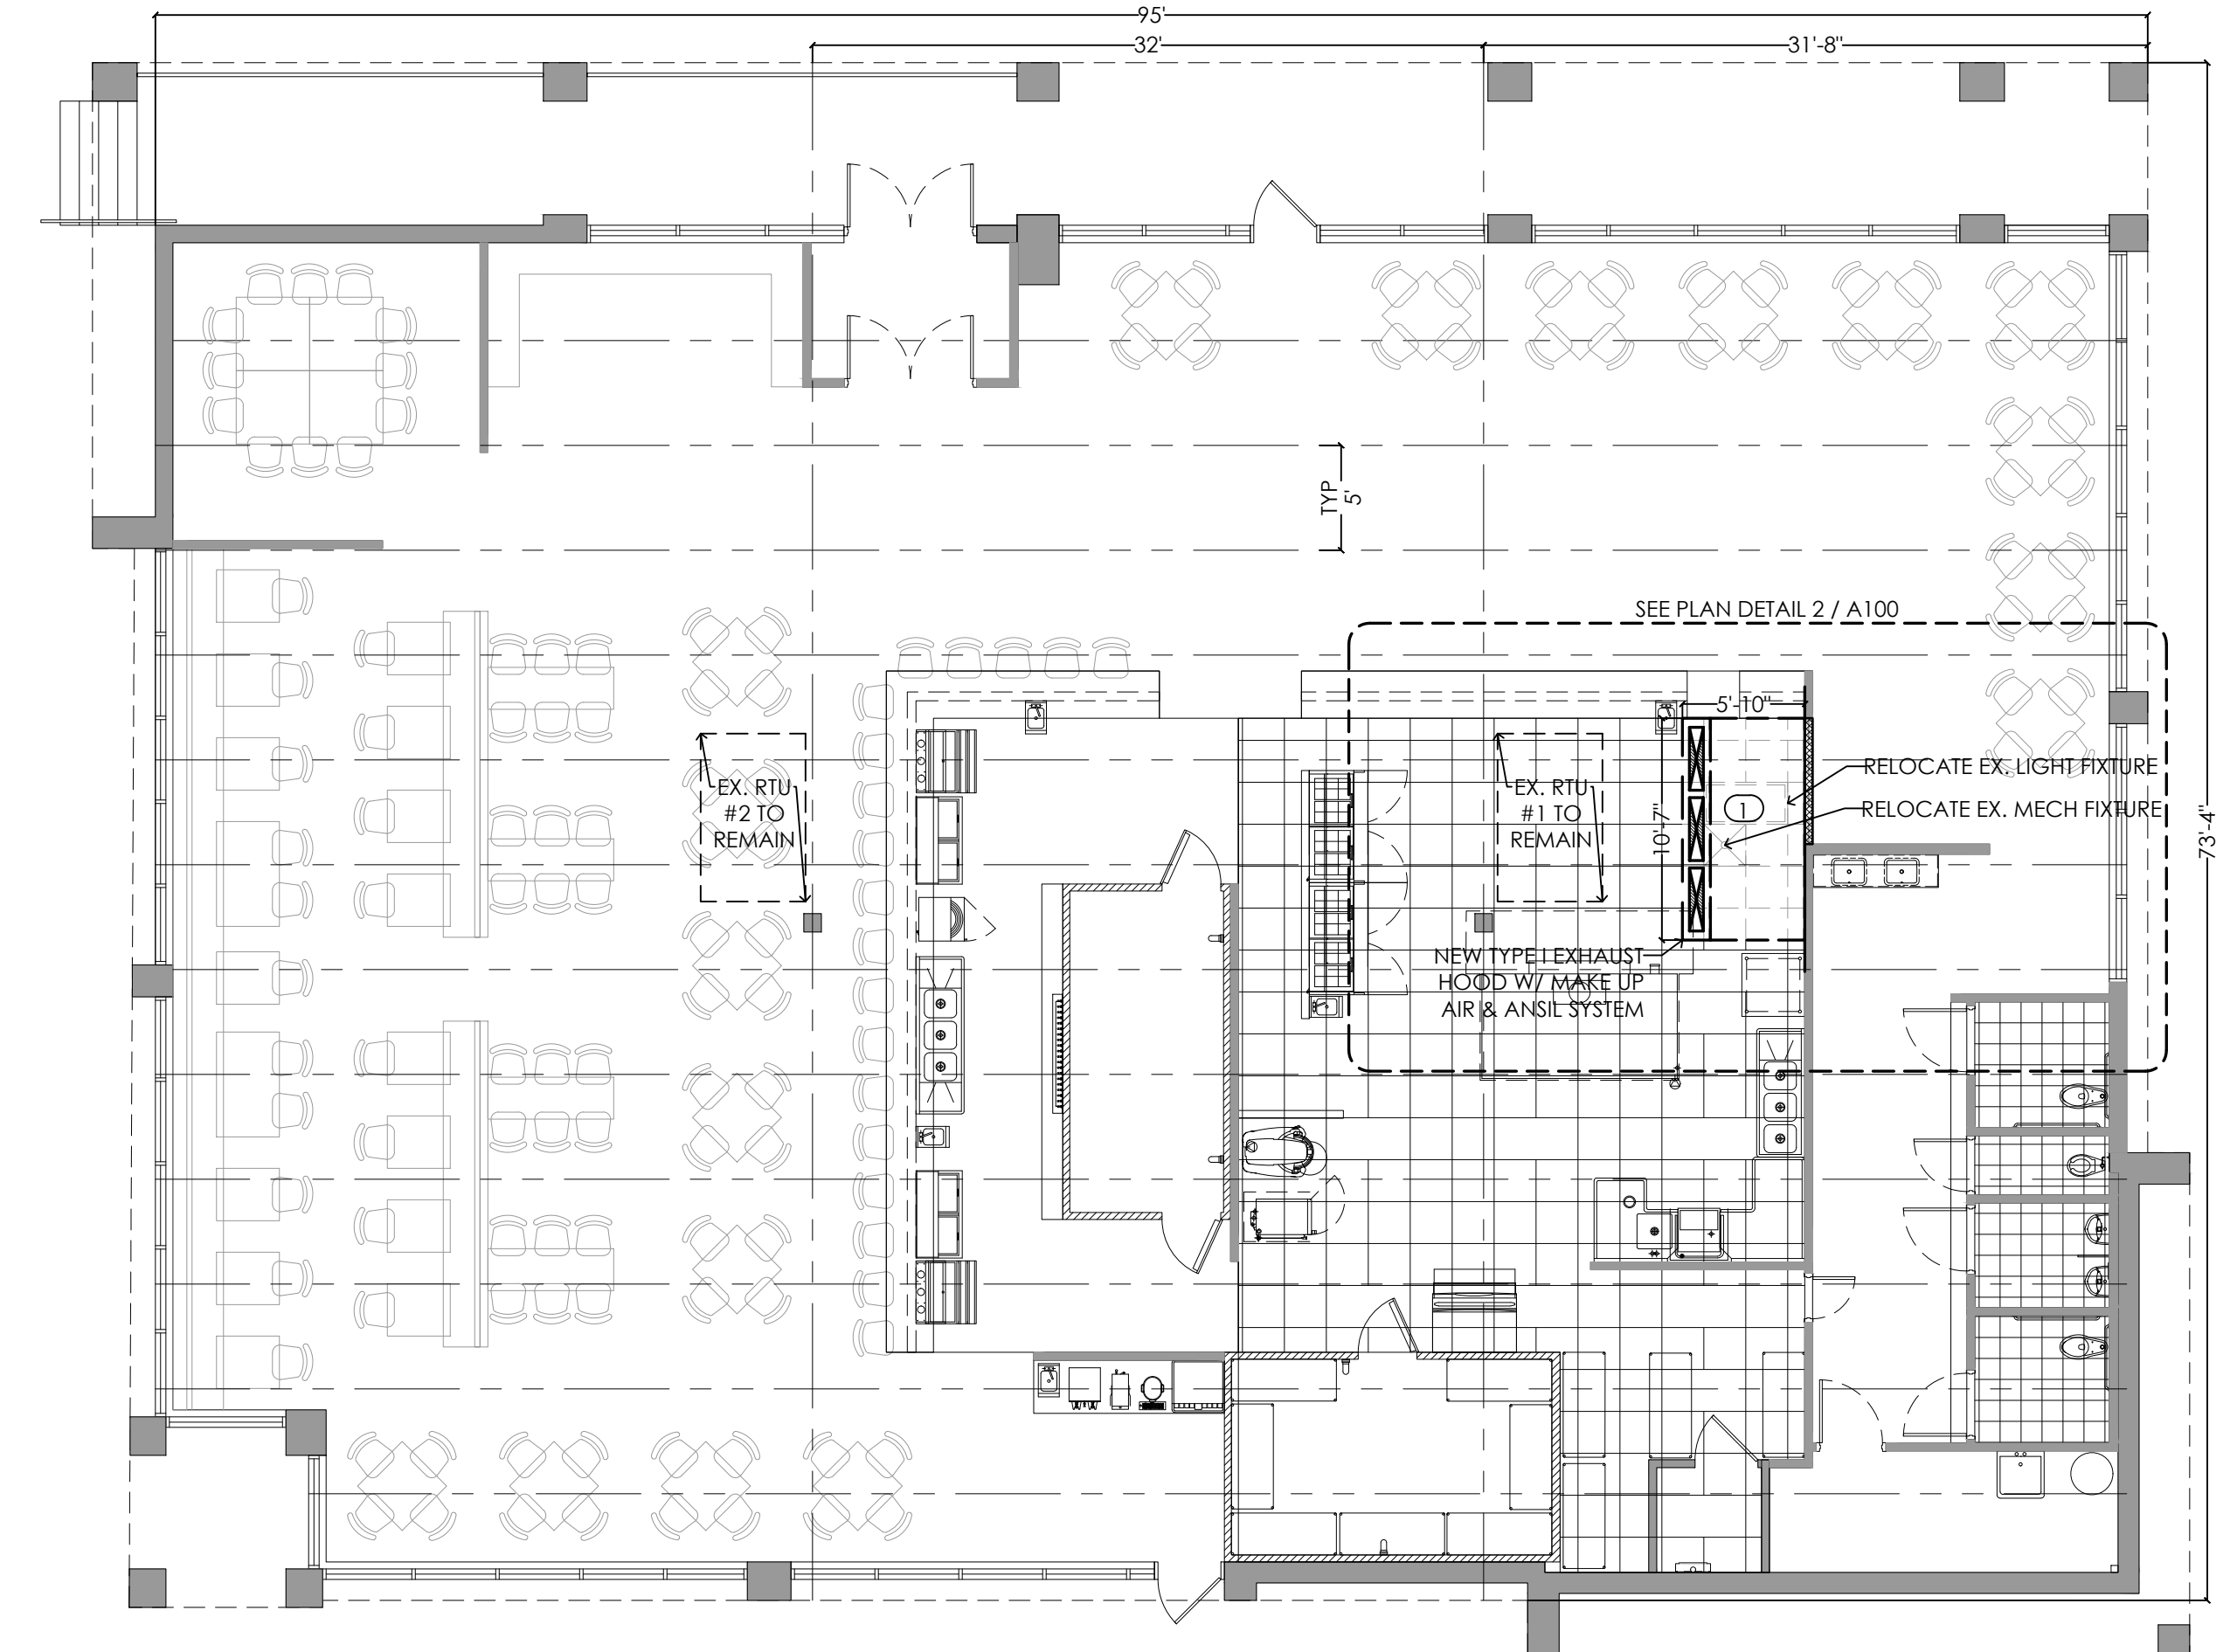 95'
32'
31'-8"
TYP
5'
SEE PLAN DETAIL 2 / A100
5'-10"
RELOCATE EX. LIGHT FIXTURE
EX. RTU
#2 TO
REMAIN
EX. RTU
#1 TO
REMAIN
10'-7"
1
RELOCATE EX. MECH FIXTURE
73'-4"
NEW TYPE I EXHAUST
HOOD W/ MAKE UP
AIR & ANSIL SYSTEM